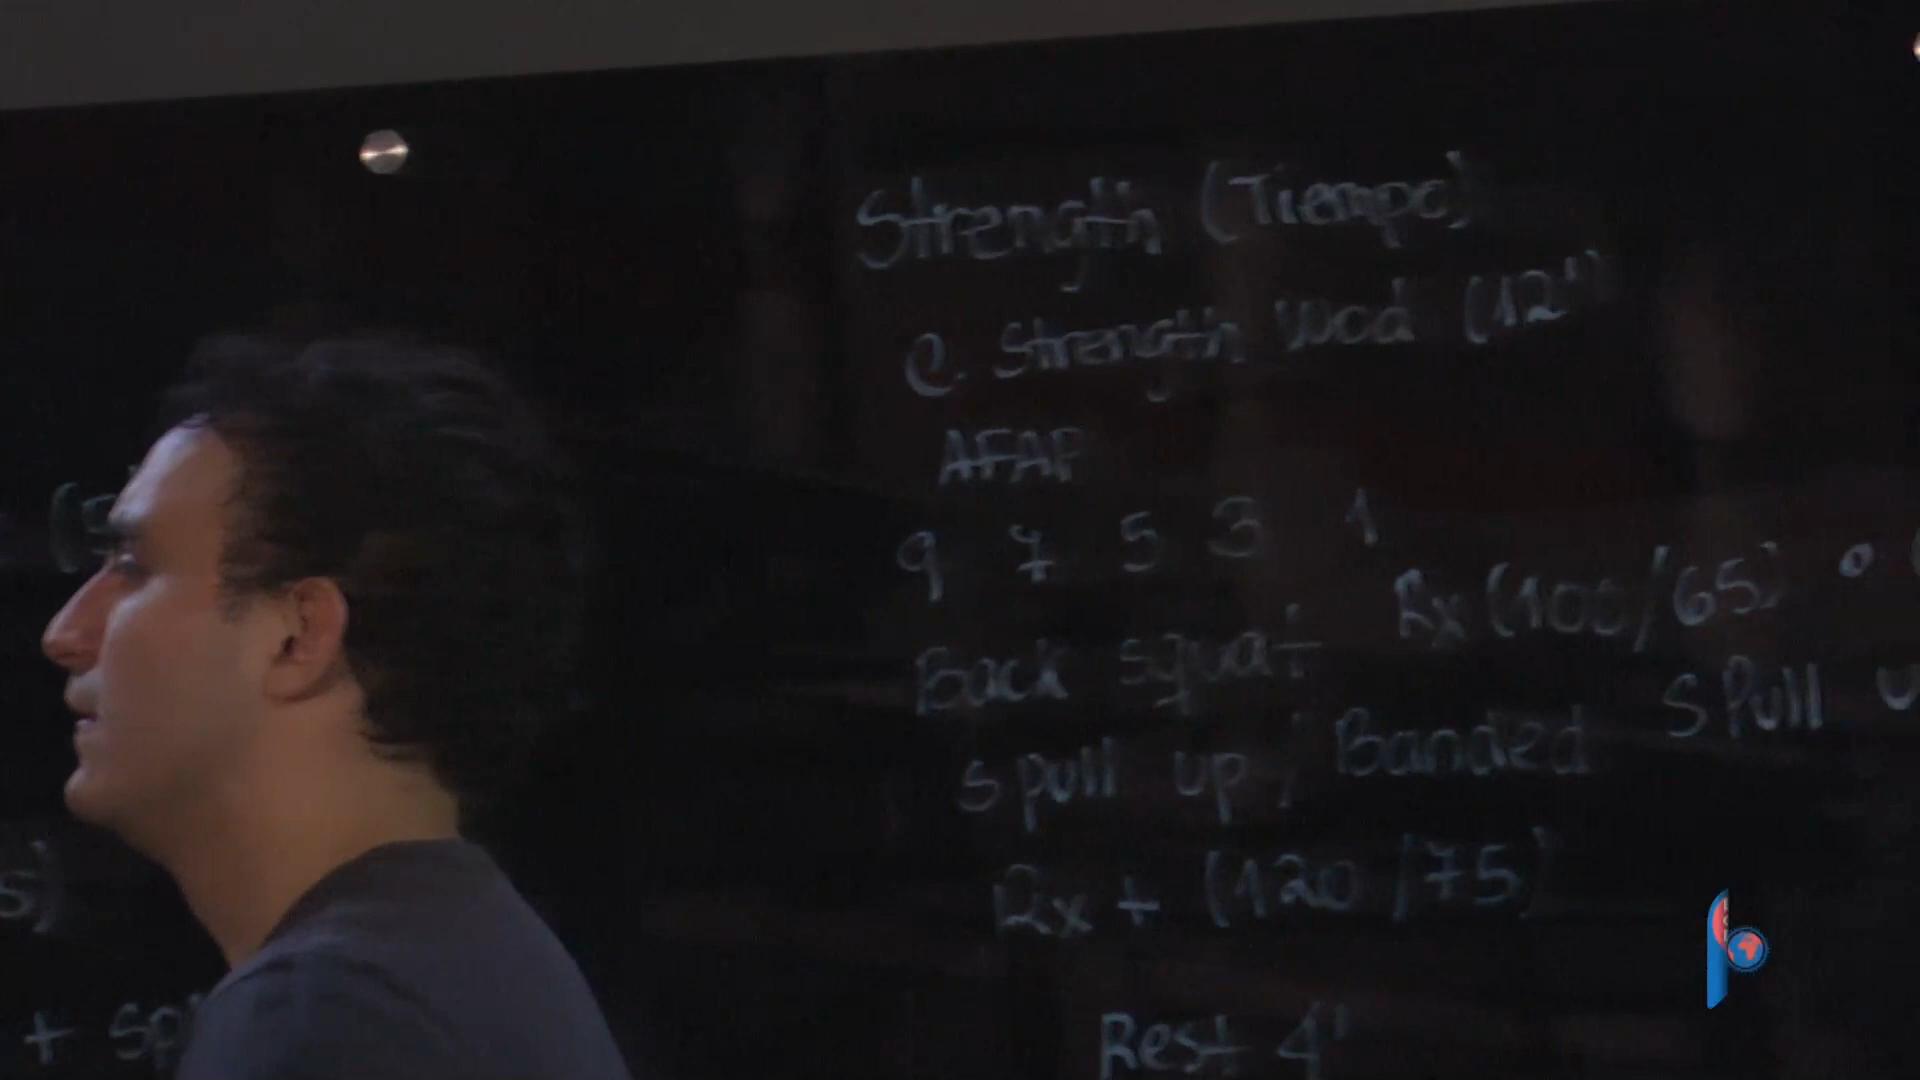 Strength (Tiempo)
C. Strength Wod (12")
AFAP
9 7 5 3 1
Back squat Rx (100/65) o
S Pull up / Banded S Pull u
Rx + (120/75)
Rest 4'
(5
5)
+ Sp